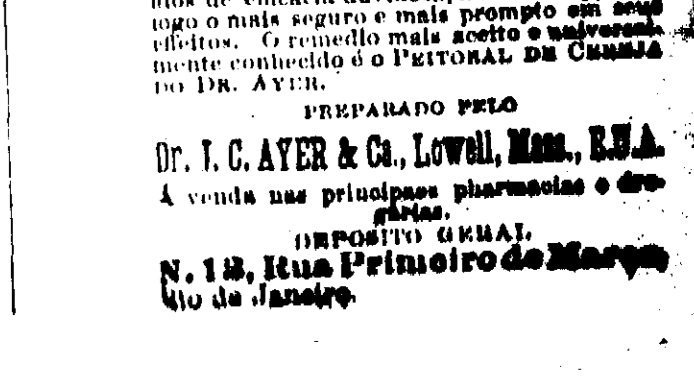 logo o mais seguro e mais prompto em seus
effeitos. O remedio mais aceito e universal-
mente conhecido é o PEITORAL DE CEREJA
DO DR. AYER.
PREPARADO PELO
Dr. J. C. AYER & Ca., Lowell, Mass., E.U.A.
Á venda nas principaes pharmacias e dro-
garias.
DEPOSITO GERAL
N. 13, Rua Primeiro de Março,
Rio de Janeiro.